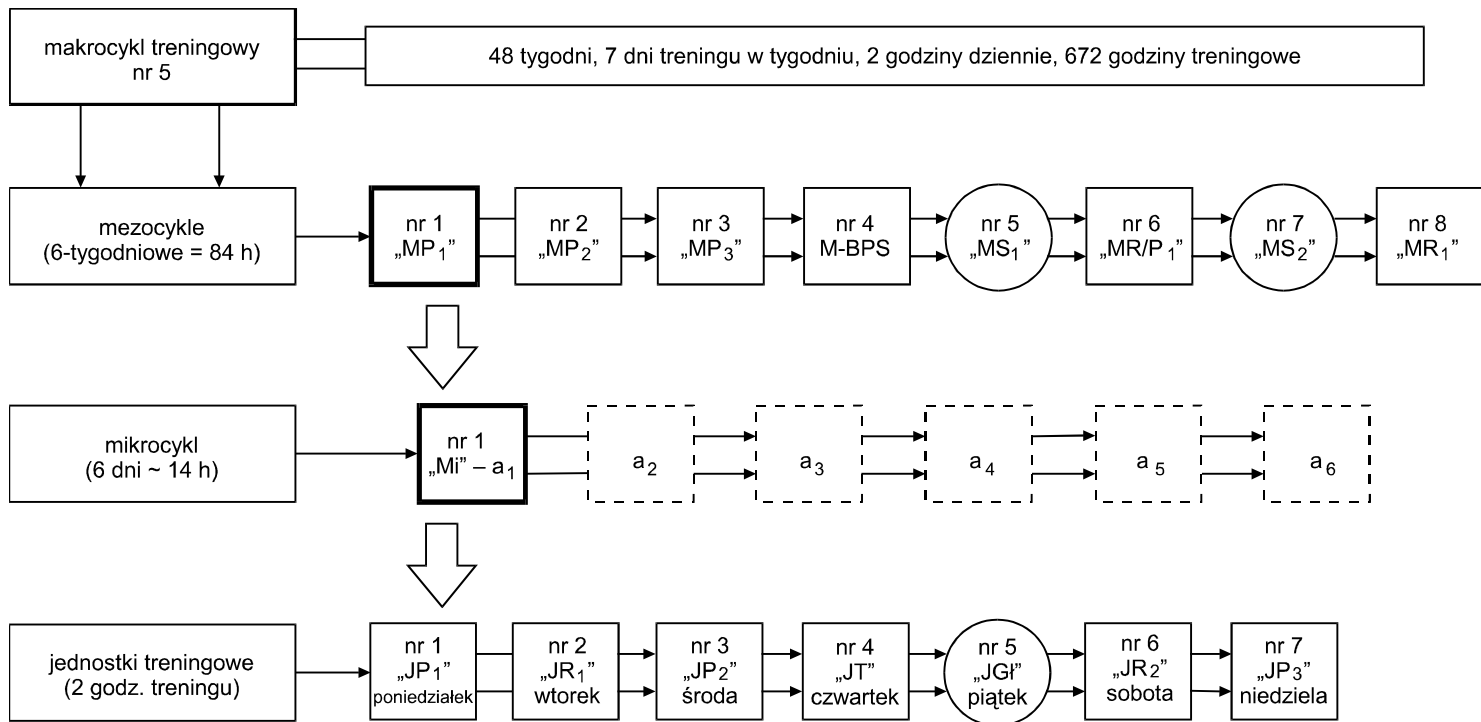 makrocykl treningowy
nr 5
48 tygodni, 7 dni treningu w tygodniu, 2 godziny dziennie, 672 godziny treningowe
mezocykle
(6-tygodniowe = 84 h)
nr 1
„MP₁”
nr 2
„MP₂”
nr 3
„MP₃”
nr 4
M-BPS
nr 5
„MS₁”
nr 6
„MR/P₁”
nr 7
„MS₂”
nr 8
„MR₁”
mikrocykl
(6 dni ~ 14 h)
nr 1
„Mi” – a₁
a₂
a₃
a₄
a₅
a₆
jednostki treningowe
(2 godz. treningu)
nr 1
„JP₁”
poniedziałek
nr 2
„JR₁”
wtorek
nr 3
„JP₂”
środa
nr 4
„JT”
czwartek
nr 5
„JGł”
piątek
nr 6
„JR₂”
sobota
nr 7
„JP₃”
niedziela